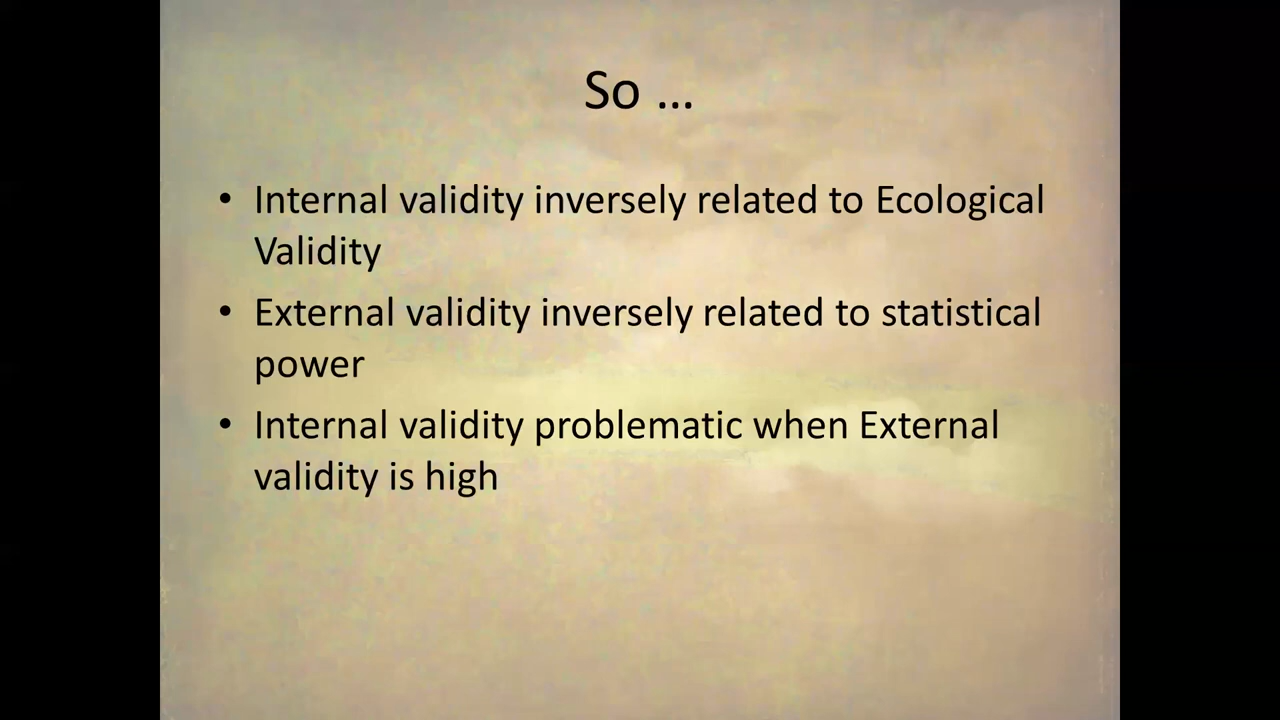 So …
• Internal validity inversely related to Ecological
Validity
• External validity inversely related to statistical
power
• Internal validity problematic when External
validity is high